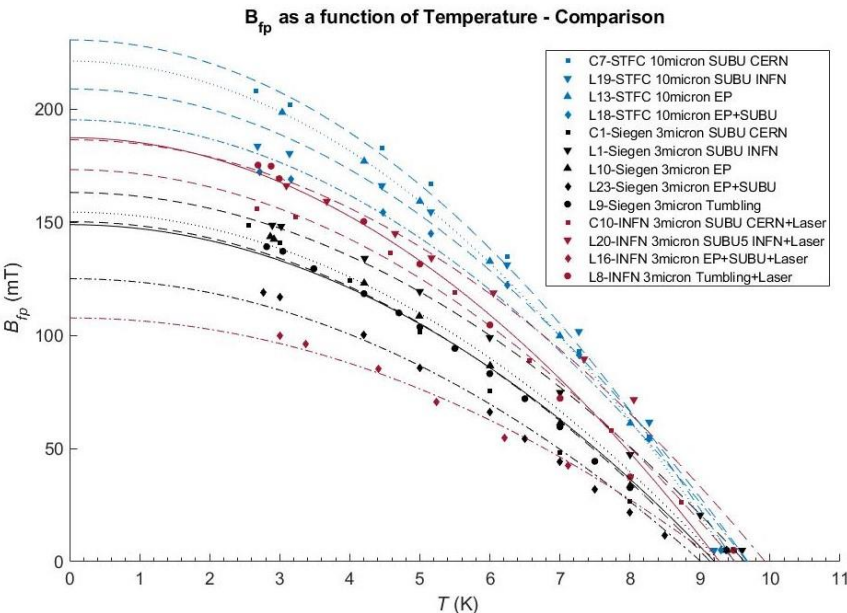 B_fp as a function of Temperature - Comparison
C7-STFC 10micron SUBU CERN
L19-STFC 10micron SUBU INFN
L13-STFC 10micron EP
L18-STFC 10micron EP+SUBU
C1-Siegen 3micron SUBU CERN
L1-Siegen 3micron SUBU INFN
L10-Siegen 3micron EP
L23-Siegen 3micron EP+SUBU
L9-Siegen 3micron Tumbling
C10-INFN 3micron SUBU CERN+Laser
L20-INFN 3micron SUBU5 INFN+Laser
L16-INFN 3micron EP+SUBU+Laser
L8-INFN 3micron Tumbling+Laser
B_fp (mT)
200
150
100
50
0
0 1 2 3 4 5 6 7 8 9 10 11
T (K)